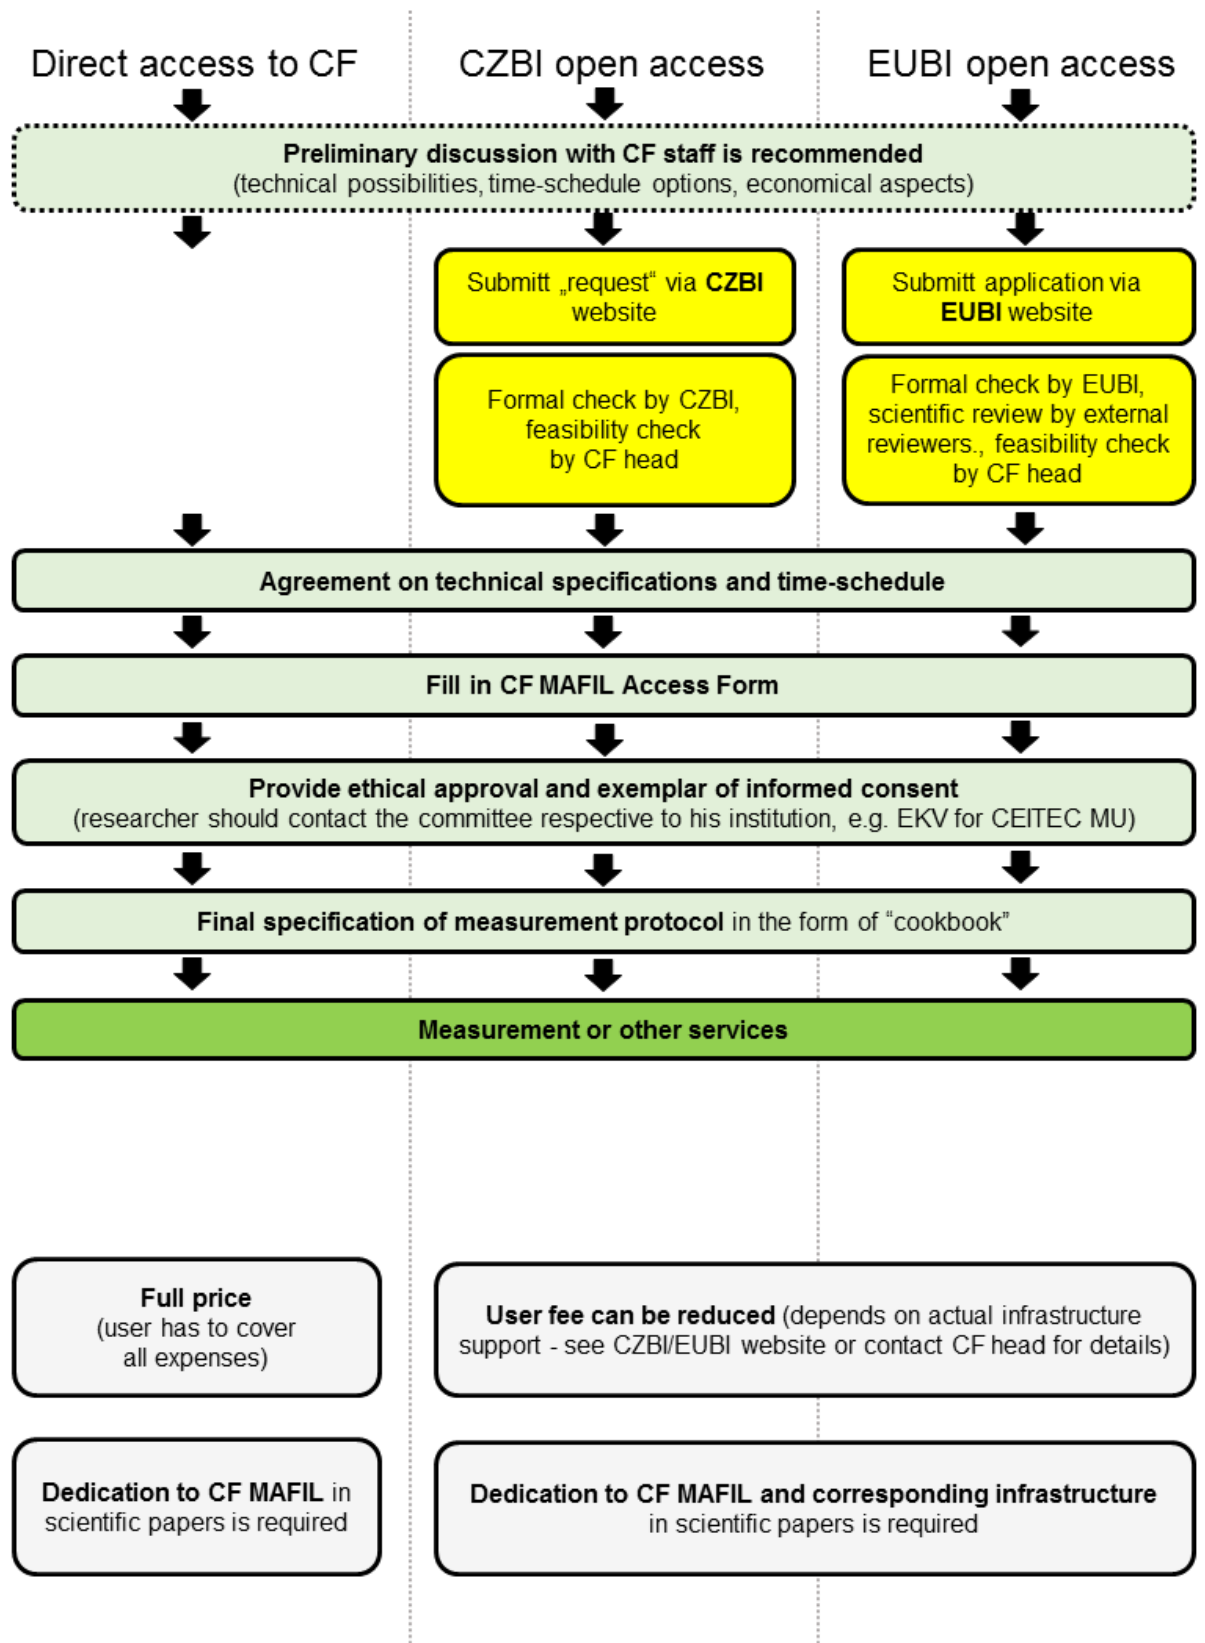 Direct access to CF
CZBI open access
EUBI open access
Preliminary discussion with CF staff is recommended
(technical possibilities, time-schedule options, economical aspects)
Submitt „request“ via CZBI
website
Submitt application via
EUBI website
Formal check by CZBI,
feasibility check
by CF head
Formal check by EUBI,
scientific review by external
reviewers., feasibility check
by CF head
Agreement on technical specifications and time-schedule
Fill in CF MAFIL Access Form
Provide ethical approval and exemplar of informed consent
(researcher should contact the committee respective to his institution, e.g. EKV for CEITEC MU)
Final specification of measurement protocol in the form of “cookbook”
Measurement or other services
Full price
(user has to cover
all expenses)
User fee can be reduced (depends on actual infrastructure
support - see CZBI/EUBI website or contact CF head for details)
Dedication to CF MAFIL in
scientific papers is required
Dedication to CF MAFIL and corresponding infrastructure
in scientific papers is required